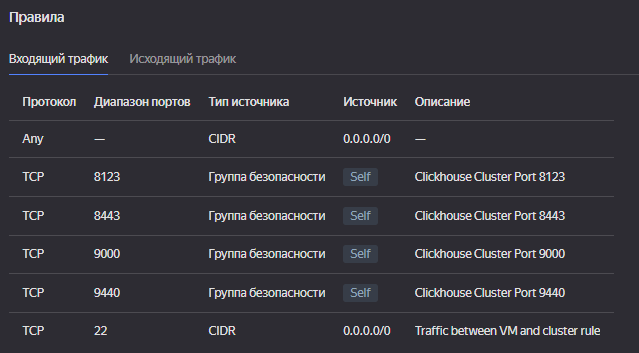 Правила
Входящий трафик Исходящий трафик
Протокол Диапазон портов Тип источника Источник Описание
Any — CIDR 0.0.0.0/0 —
TCP 8123 Группа безопасности Self Clickhouse Cluster Port 8123
TCP 8443 Группа безопасности Self Clickhouse Cluster Port 8443
TCP 9000 Группа безопасности Self Clickhouse Cluster Port 9000
TCP 9440 Группа безопасности Self Clickhouse Cluster Port 9440
TCP 22 CIDR 0.0.0.0/0 Traffic between VM and cluster rule